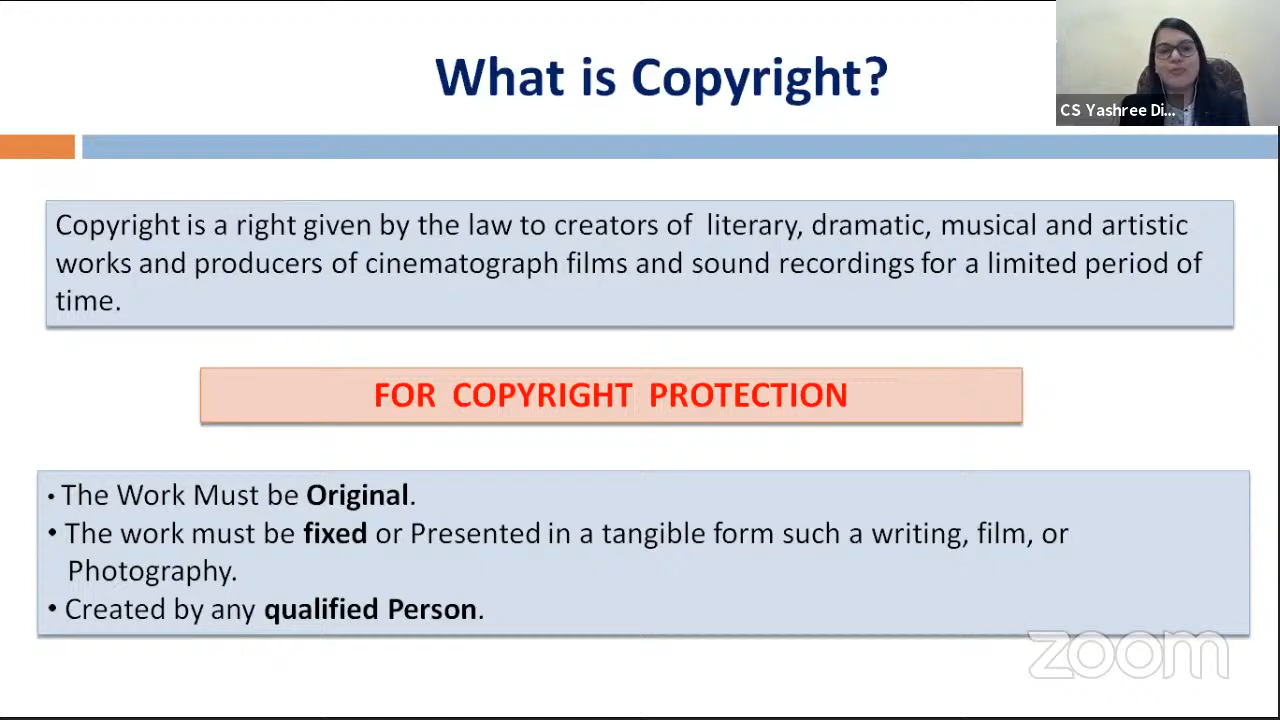 What is Copyright?
CS Yashree Di...
Copyright is a right given by the law to creators of literary, dramatic, musical and artistic
works and producers of cinematograph films and sound recordings for a limited period of
time.
FOR COPYRIGHT PROTECTION
• The Work Must be Original.
• The work must be fixed or Presented in a tangible form such a writing, film, or
Photography.
• Created by any qualified Person.
zoom